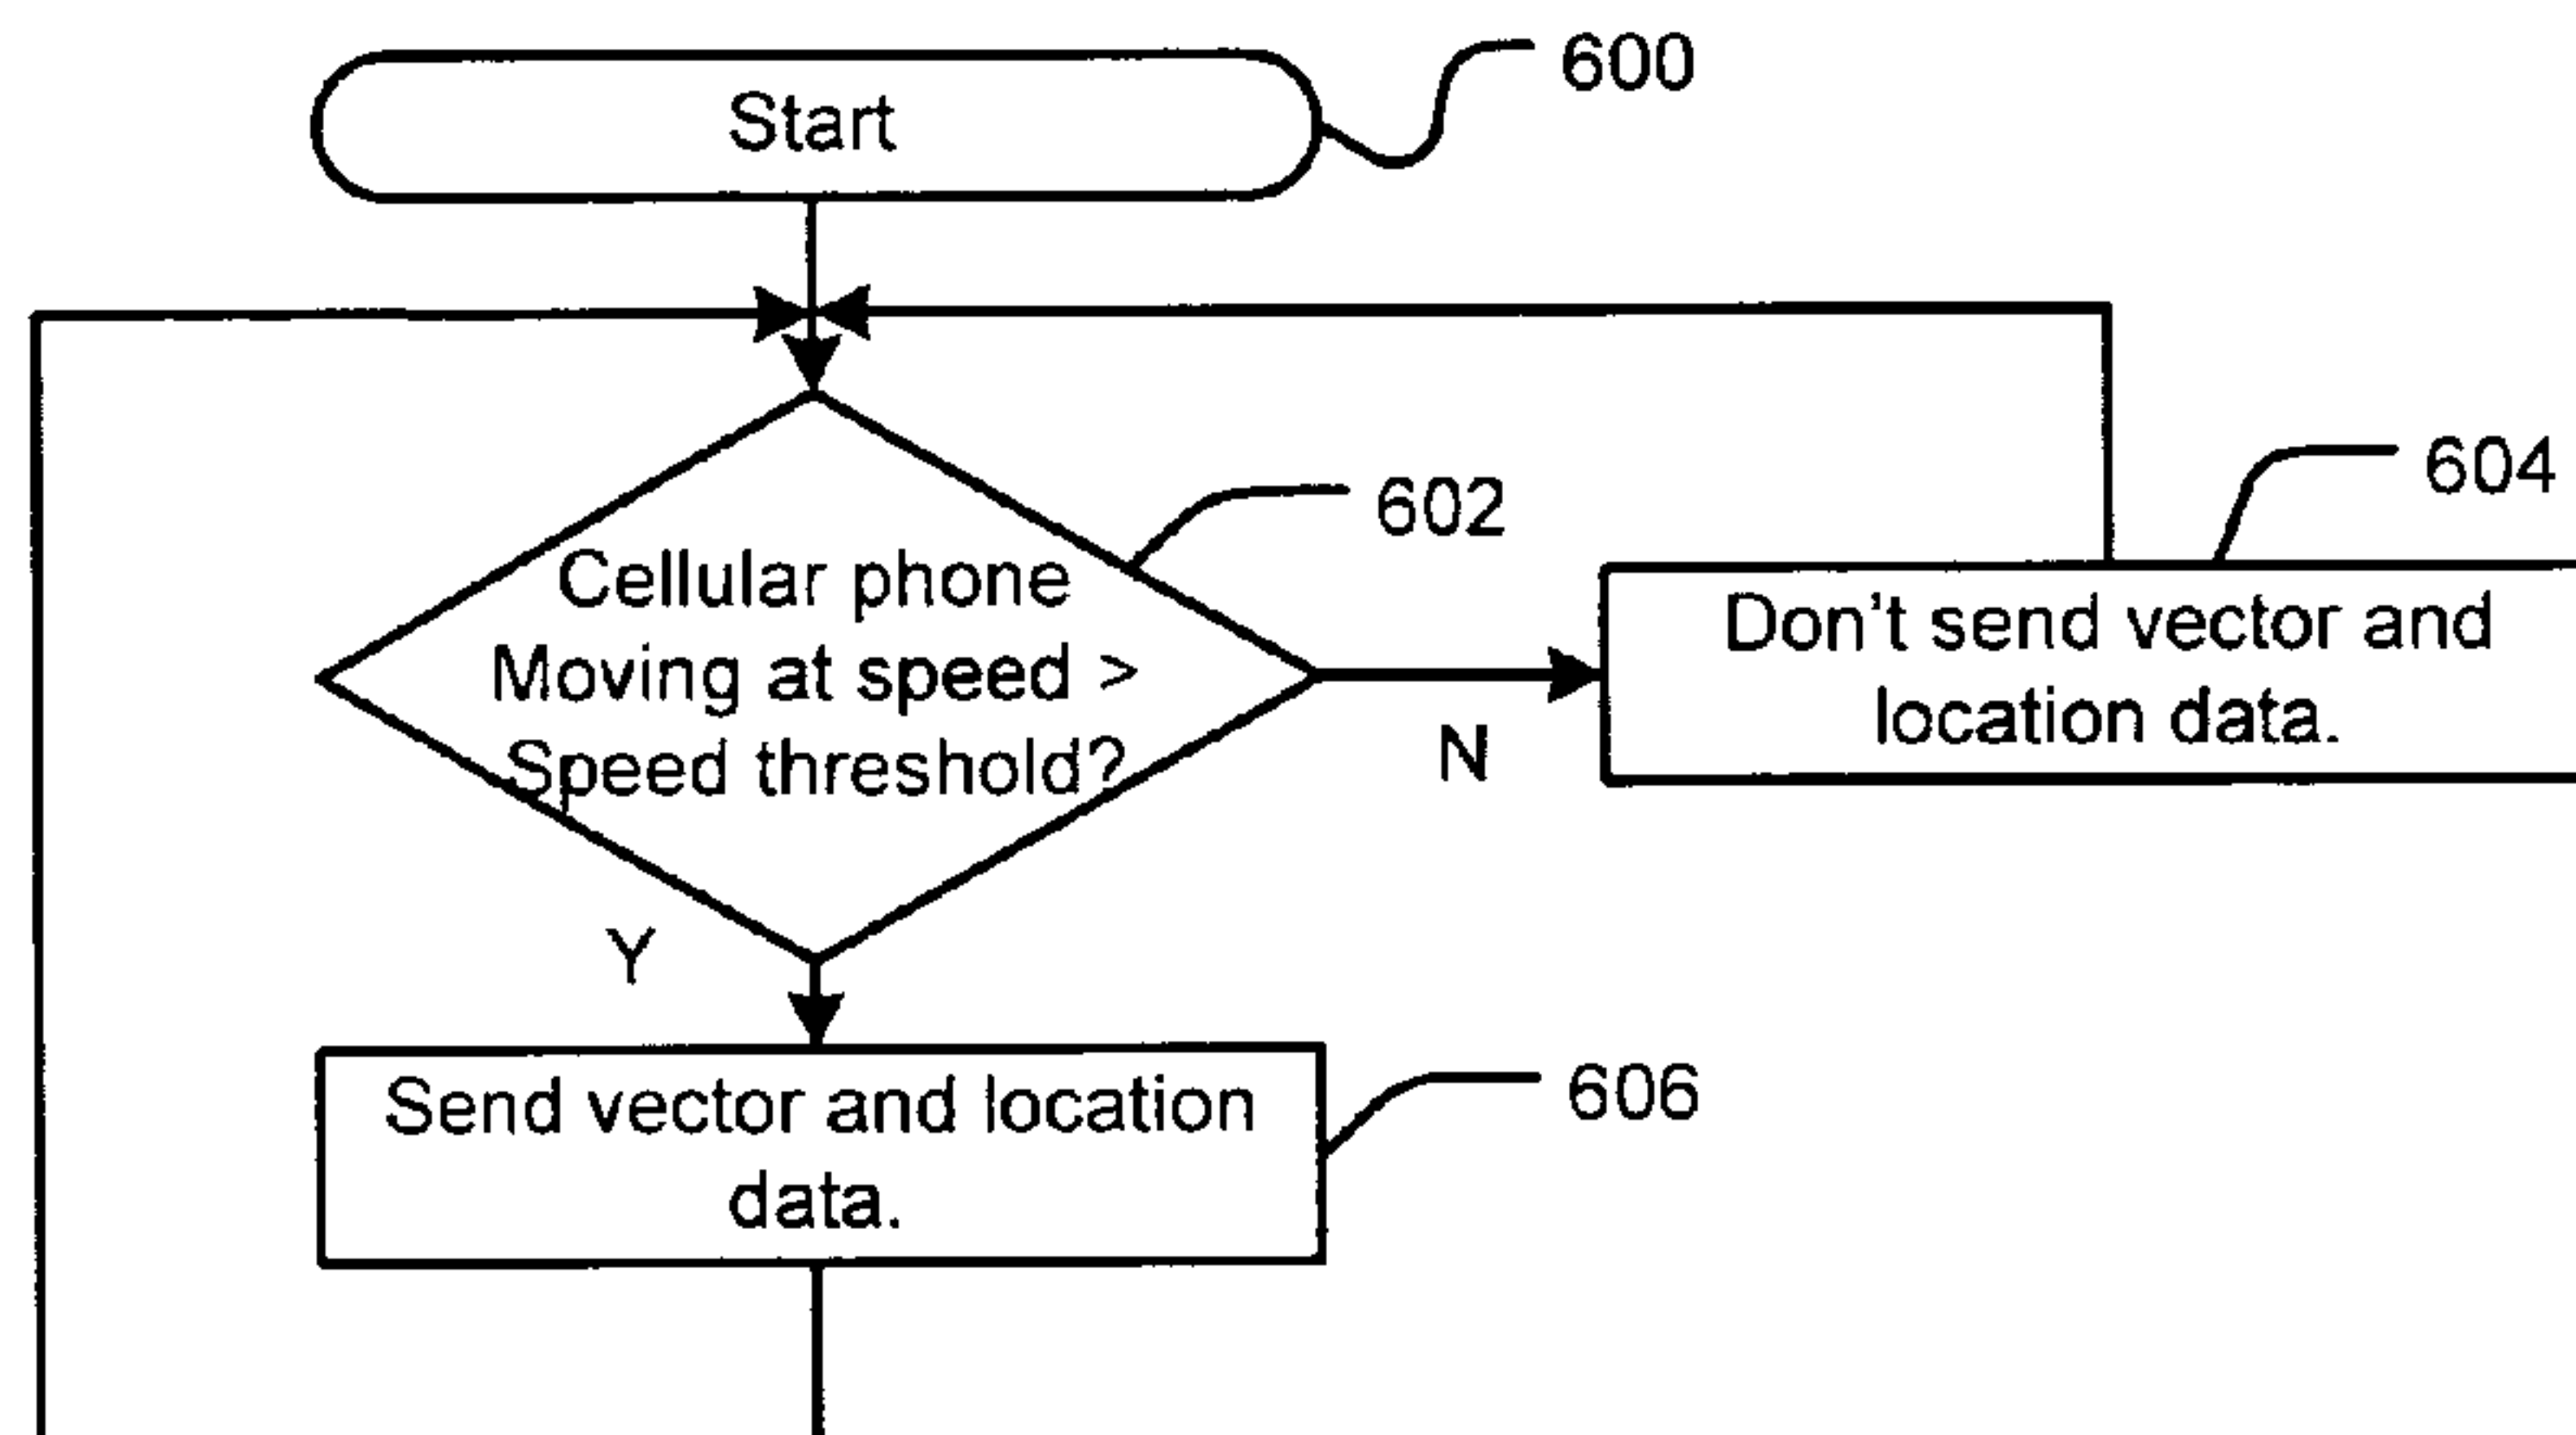 Start
600
602
604
Cellular phone
Moving at speed >
Speed threshold?
N
Don't send vector and
location data.
Y
Send vector and location
data.
606